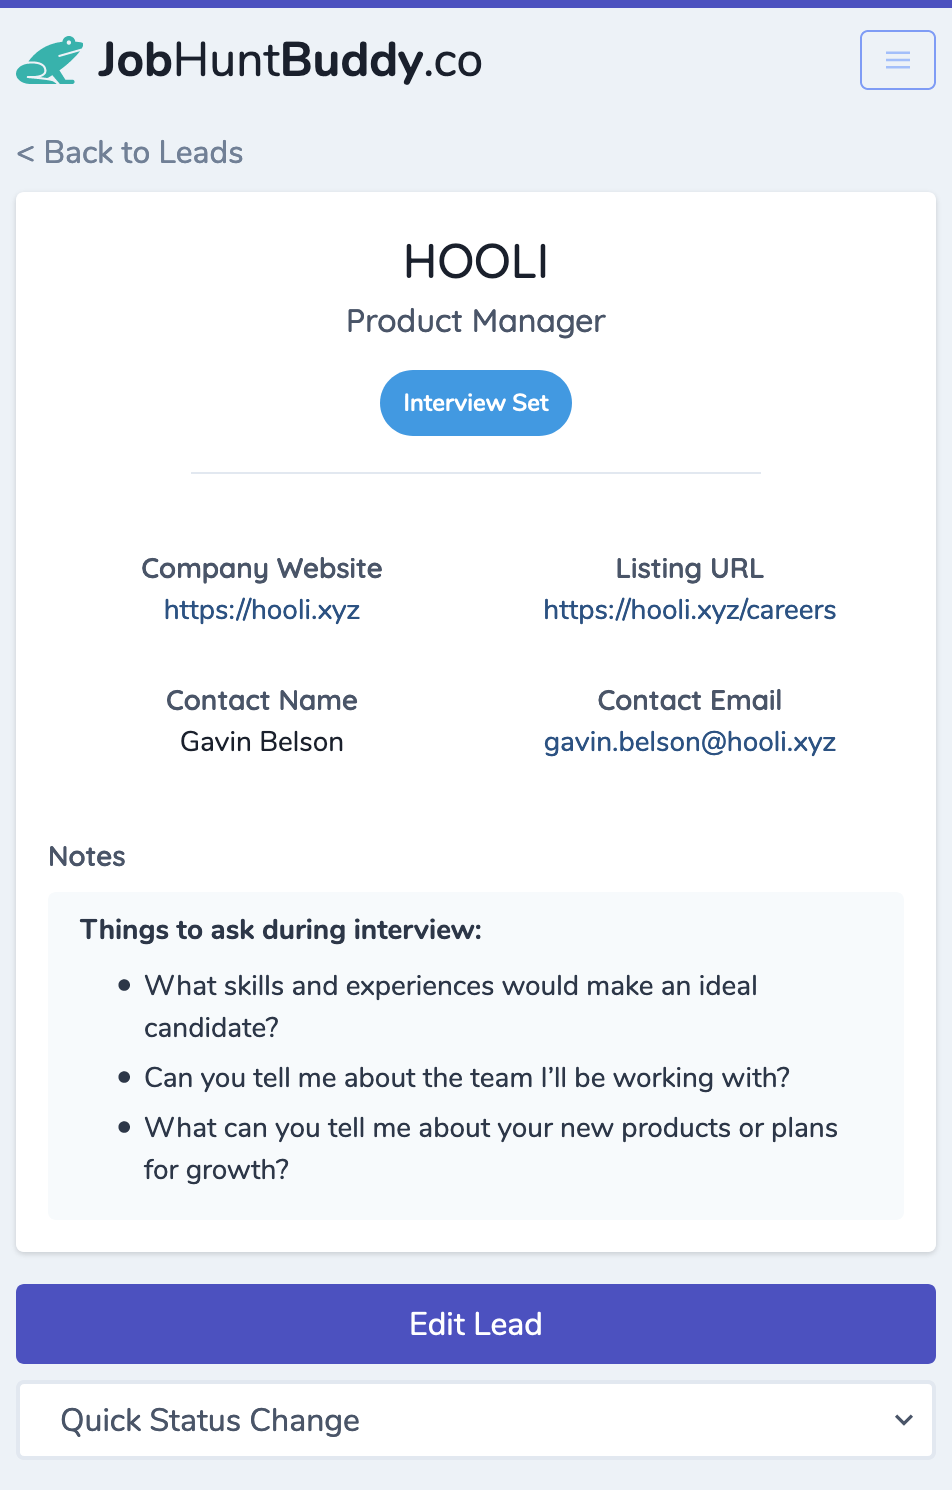 JobHuntBuddy.co
< Back to Leads
HOOLI
Product Manager
Interview Set
Company Website
https://hooli.xyz
Listing URL
https://hooli.xyz/careers
Contact Name
Gavin Belson
Contact Email
gavin.belson@hooli.xyz
Notes
Things to ask during interview:
• What skills and experiences would make an ideal
candidate?
• Can you tell me about the team I’ll be working with?
• What can you tell me about your new products or plans
for growth?
Edit Lead
Quick Status Change